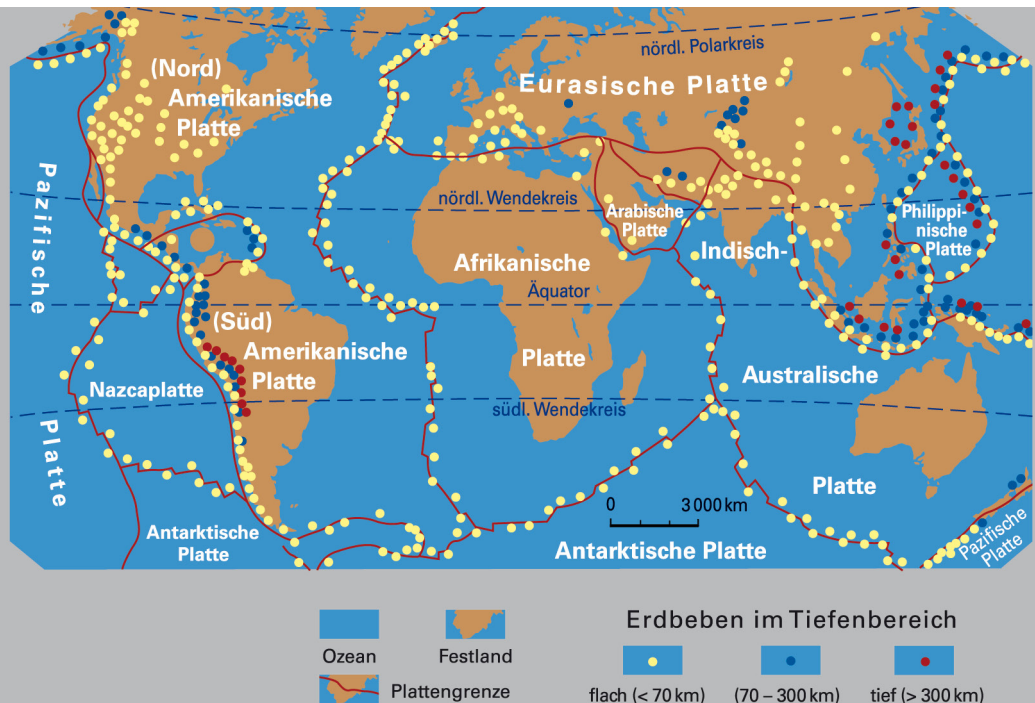 nördl. Polarkreis
(Nord)
Amerikanische
Platte
Eurasische Platte
Pazifische
Platte
nördl. Wendekreis
Arabische
Platte
Philippi-
nische
Platte
Indisch-
Afrikanische
Äquator
(Süd)
Amerikanische
Platte
Platte
Australische
Nazcaplatte
südl. Wendekreis
Platte
0 3 000 km
Antarktische
Platte
Antarktische Platte
Pazifische
Platte
Erdbeben im Tiefenbereich
Ozean
Festland
Plattengrenze
flach (< 70 km)
(70 – 300 km)
tief (> 300 km)